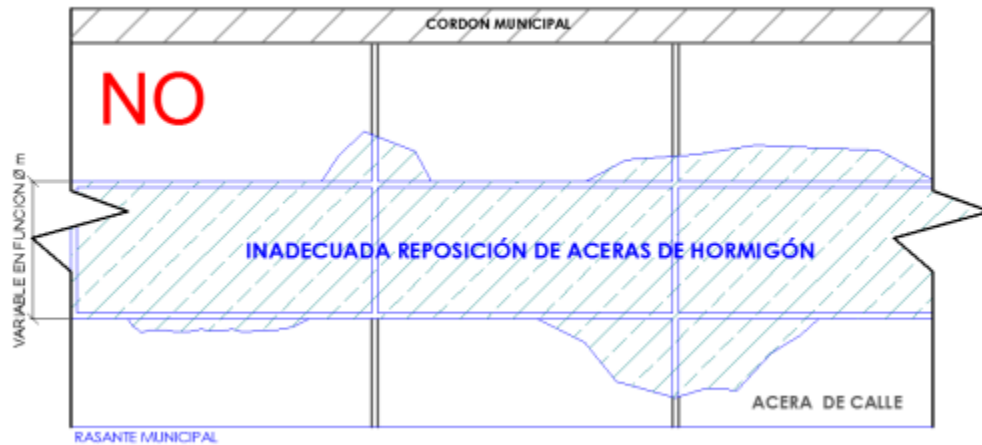 CORDON MUNICIPAL
NO
VARIABLE EN FUNCION Ø m
INADECUADA REPOSICIÓN DE ACERAS DE HORMIGÓN
ACERA DE CALLE
RASANTE MUNICIPAL